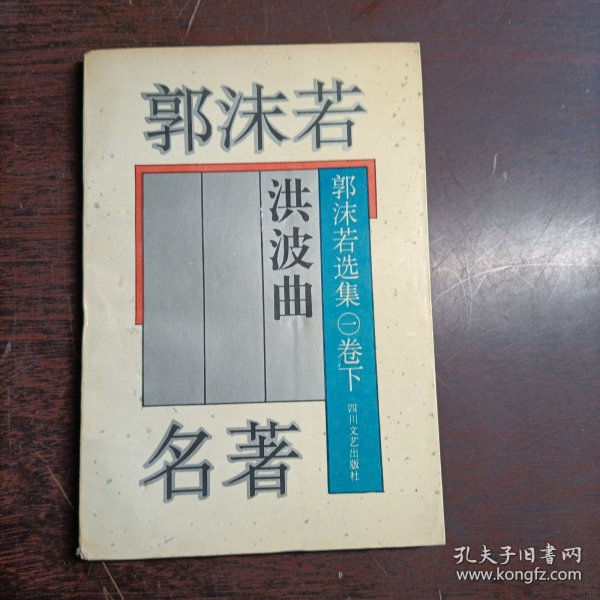 郭沫若
洪波曲
郭沫若选集㊀卷下
四川文艺出版社
名著
孔夫子旧书网
www.kongfz.com